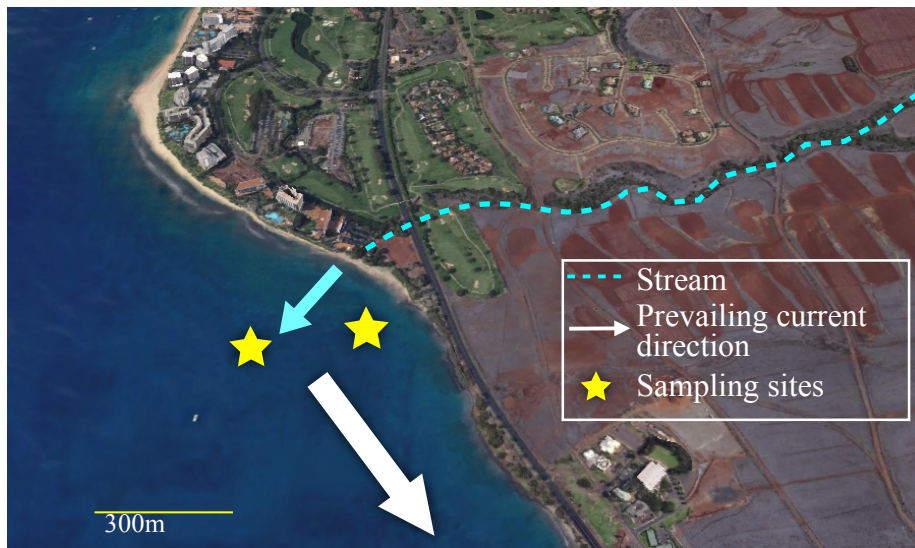 Stream
Prevailing current
direction
Sampling sites
300m